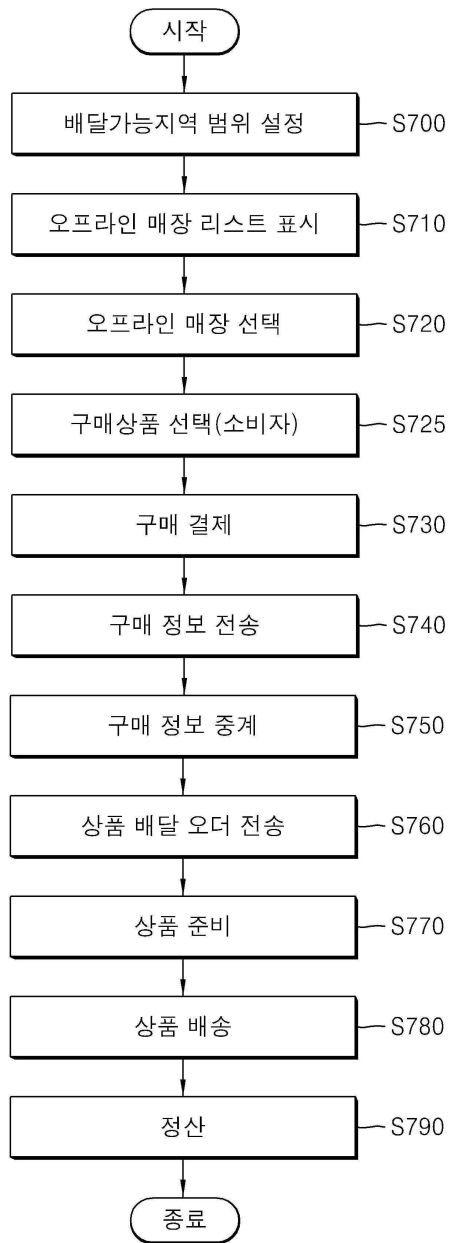 시작
배달가능지역 범위 설정 S700
오프라인 매장 리스트 표시 S710
오프라인 매장 선택 S720
구매상품 선택(소비자) S725
구매 결제 S730
구매 정보 전송 S740
구매 정보 중계 S750
상품 배달 오더 전송 S760
상품 준비 S770
상품 배송 S780
정산 S790
종료